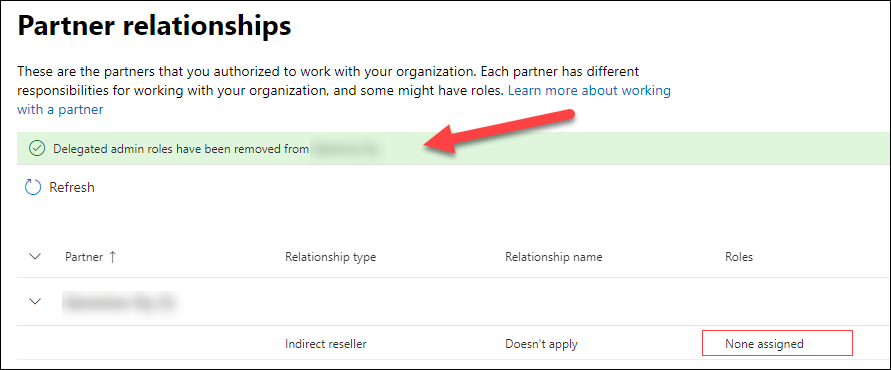 Partner relationships
These are the partners that you authorized to work with your organization. Each partner has different
responsibilities for working with your organization, and some might have roles. Learn more about working
with a partner
Delegated admin roles have been removed from
Refresh
Partner ↑ Relationship type Relationship name Roles
Indirect reseller Doesn't apply None assigned